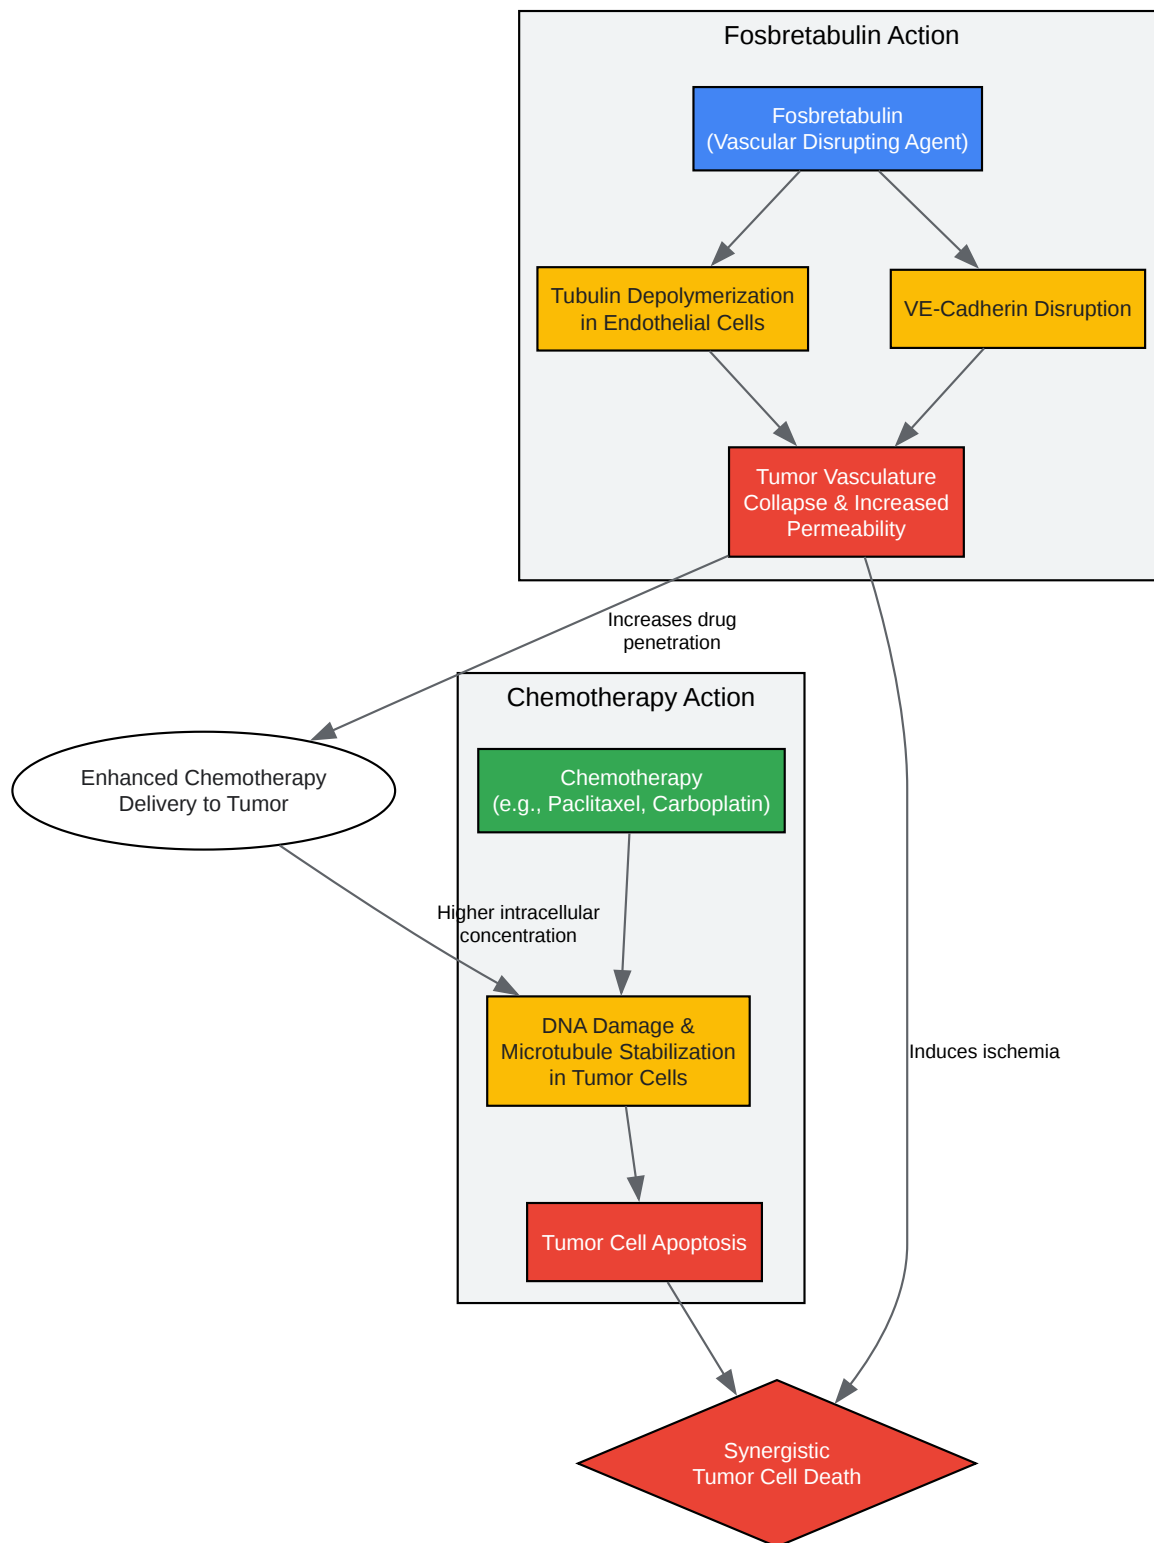 Fosbretabulin Action
Fosbretabulin
(Vascular Disrupting Agent)
Tubulin Depolymerization
in Endothelial Cells
VE-Cadherin Disruption
Tumor Vasculature
Collapse & Increased
Permeability
Increases drug
penetration
Chemotherapy Action
Enhanced Chemotherapy
Delivery to Tumor
Chemotherapy
(e.g., Paclitaxel, Carboplatin)
Higher intracellular
concentration
DNA Damage &
Microtubule Stabilization
in Tumor Cells
Induces ischemia
Tumor Cell Apoptosis
Synergistic
Tumor Cell Death